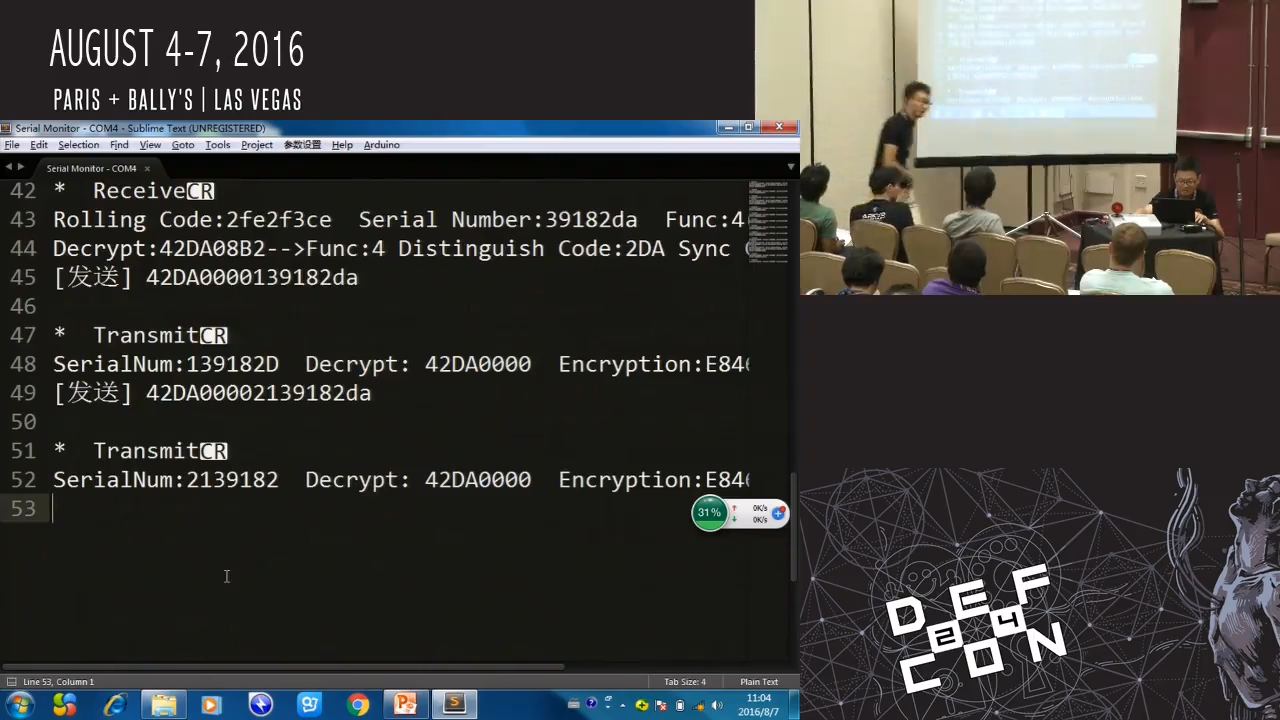 AUGUST 4-7, 2016
PARIS + BALLY'S | LAS VEGAS
Serial Monitor - COM4 - Sublime Text (UNREGISTERED)
File Edit Selection Find View Goto Tools Project 参数设置 Help Arduino
Serial Monitor - COM4
42 * ReceiveCR
43 Rolling Code:2fe2f3ce Serial Number:39182da Func:4
44 Decrypt:42DA08B2-->Func:4 Distinguish Code:2DA Sync
45 [发送] 42DA0000139182da
46
47 * TransmitCR
48 SerialNum:139182D Decrypt: 42DA0000 Encryption:E846
49 [发送] 42DA00002139182da
50
51 * TransmitCR
52 SerialNum:2139182 Decrypt: 42DA0000 Encryption:E846
53
31% 0K/s
0K/s
Line 53, Column 1 Tab Size: 4 Plain Text
11:04
2016/8/7
DEF
24
CON